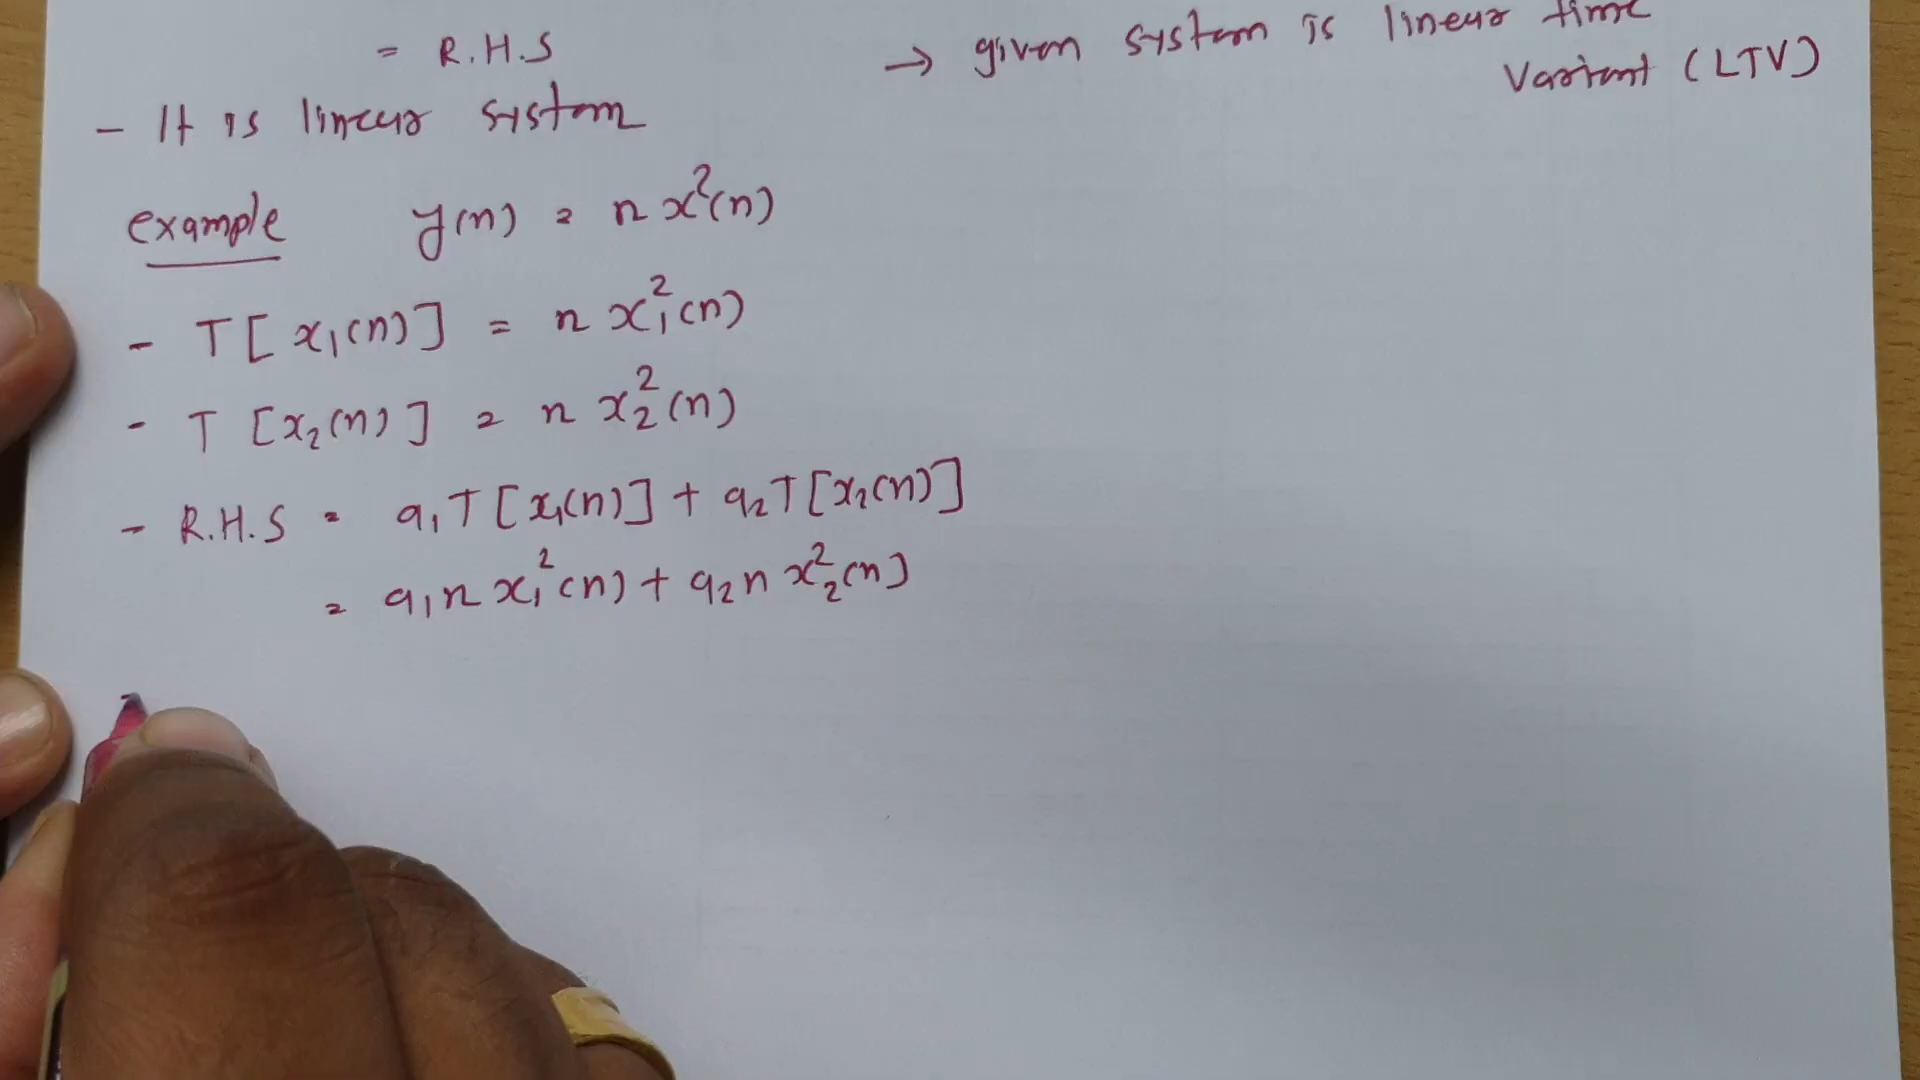 = R.H.S
- It is linear system
→ given system is linear time
Variant (LTV)
example y(n) = n x²(n)
- T[x₁(n)] = n x₁²(n)
- T[x₂(n)] = n x₂²(n)
- R.H.S = a₁T[x₁(n)] + a₂T[x₂(n)]
= a₁n x₁²(n) + a₂n x₂²(n)